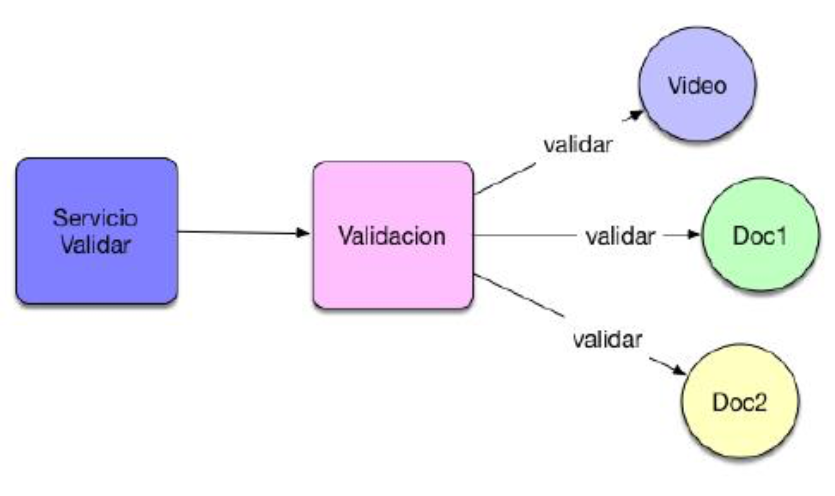 Servicio
Validar
Validacion
validar
Video
validar
Doc1
validar
Doc2